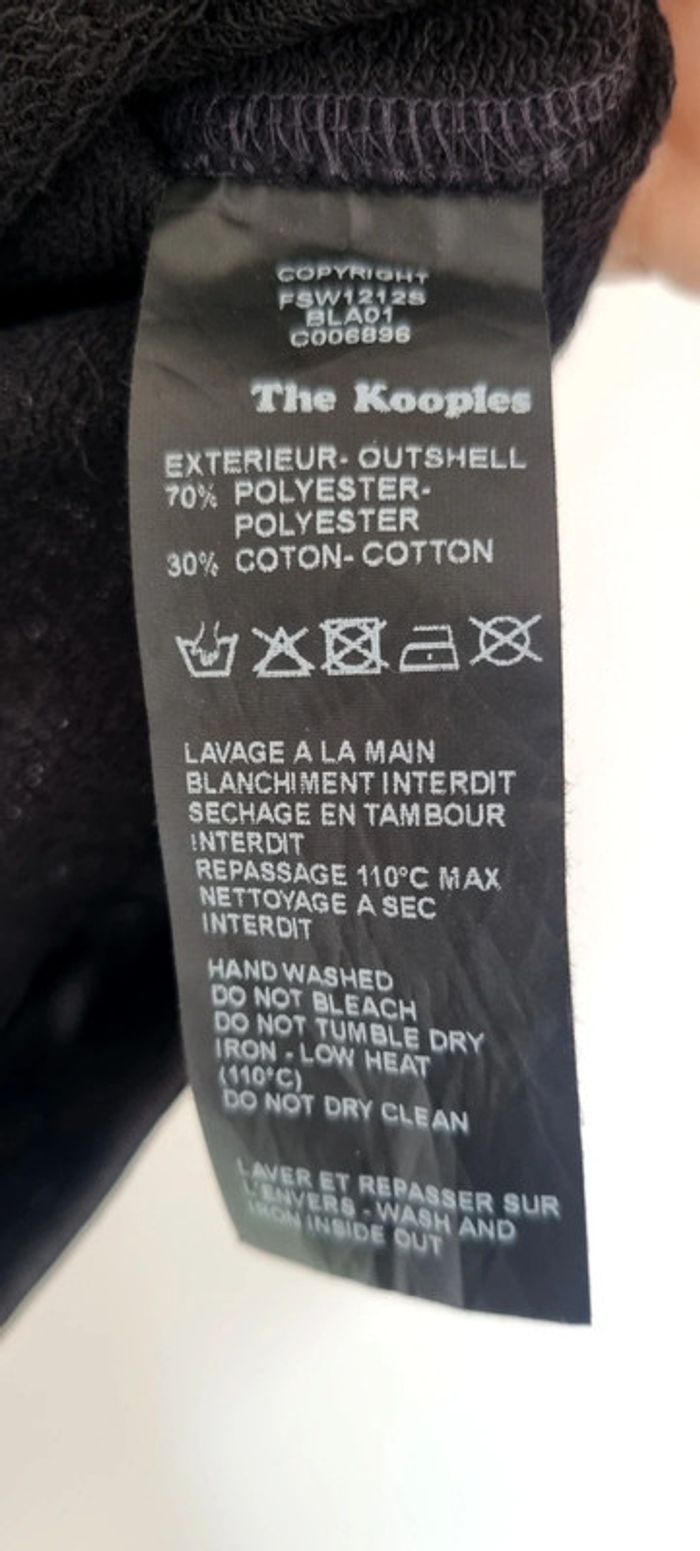 COPYRIGHT
FSW1212S
BLA01
C006896
The Kooples
EXTERIEUR- OUTSHELL
70% POLYESTER-
POLYESTER
30% COTON- COTTON
LAVAGE A LA MAIN
BLANCHIMENT INTERDIT
SECHAGE EN TAMBOUR
INTERDIT
REPASSAGE 110°C MAX
NETTOYAGE A SEC
INTERDIT
HAND WASHED
DO NOT BLEACH
DO NOT TUMBLE DRY
IRON - LOW HEAT
(110°C)
DO NOT DRY CLEAN
LAVER ET REPASSER SUR
L'ENVERS - WASH AND
IRON INSIDE OUT